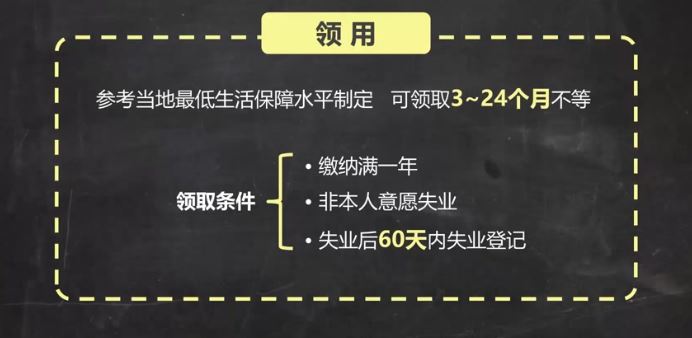 领用
参考当地最低生活保障水平制定 可领取3~24个月不等
领取条件
• 缴纳满一年
• 非本人意愿失业
• 失业后60天内失业登记